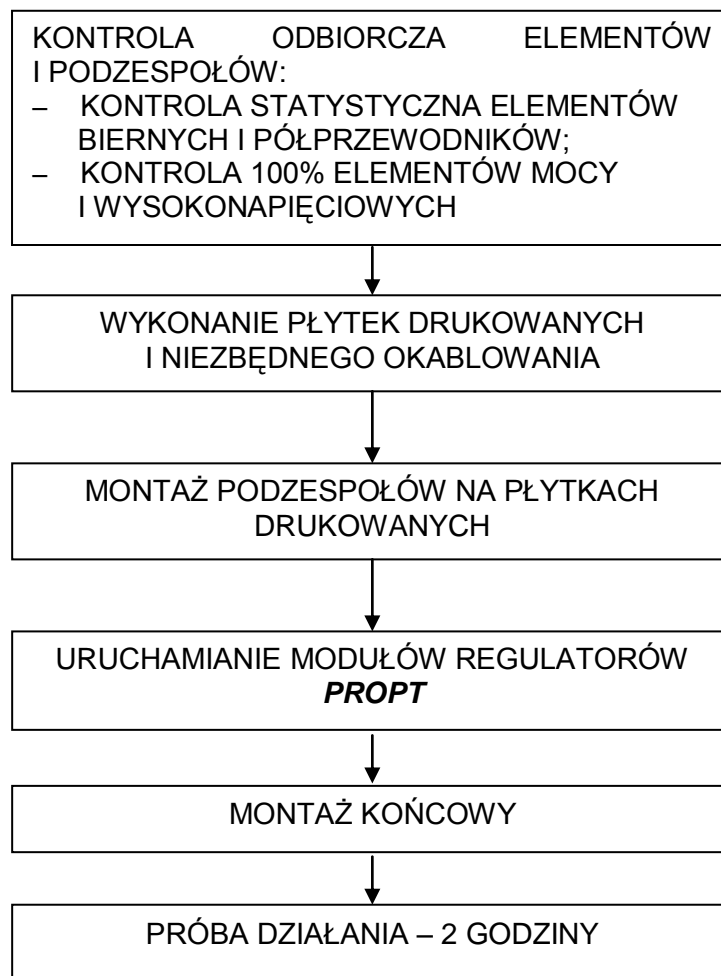 KONTROLA ODBIORCZA ELEMENTÓW
I PODZESPOŁÓW:
– KONTROLA STATYSTYCZNA ELEMENTÓW
BIERNYCH I PÓŁPRZEWODNIKÓW;
– KONTROLA 100% ELEMENTÓW MOCY
I WYSOKONAPIĘCIOWYCH
WYKONANIE PŁYTEK DRUKOWANYCH
I NIEZBĘDNEGO OKABLOWANIA
MONTAŻ PODZESPOŁÓW NA PŁYTKACH
DRUKOWANYCH
URUCHAMIANIE MODUŁÓW REGULATORÓW
PROPT
MONTAŻ KOŃCOWY
PRÓBA DZIAŁANIA – 2 GODZINY